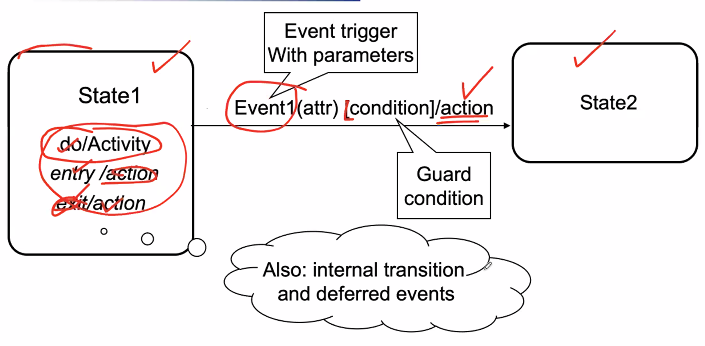 Event trigger
With parameters
State1
Event1(attr) [condition]/action
State2
do/Activity
entry /action
exit/action
Guard
condition
Also: internal transition
and deferred events